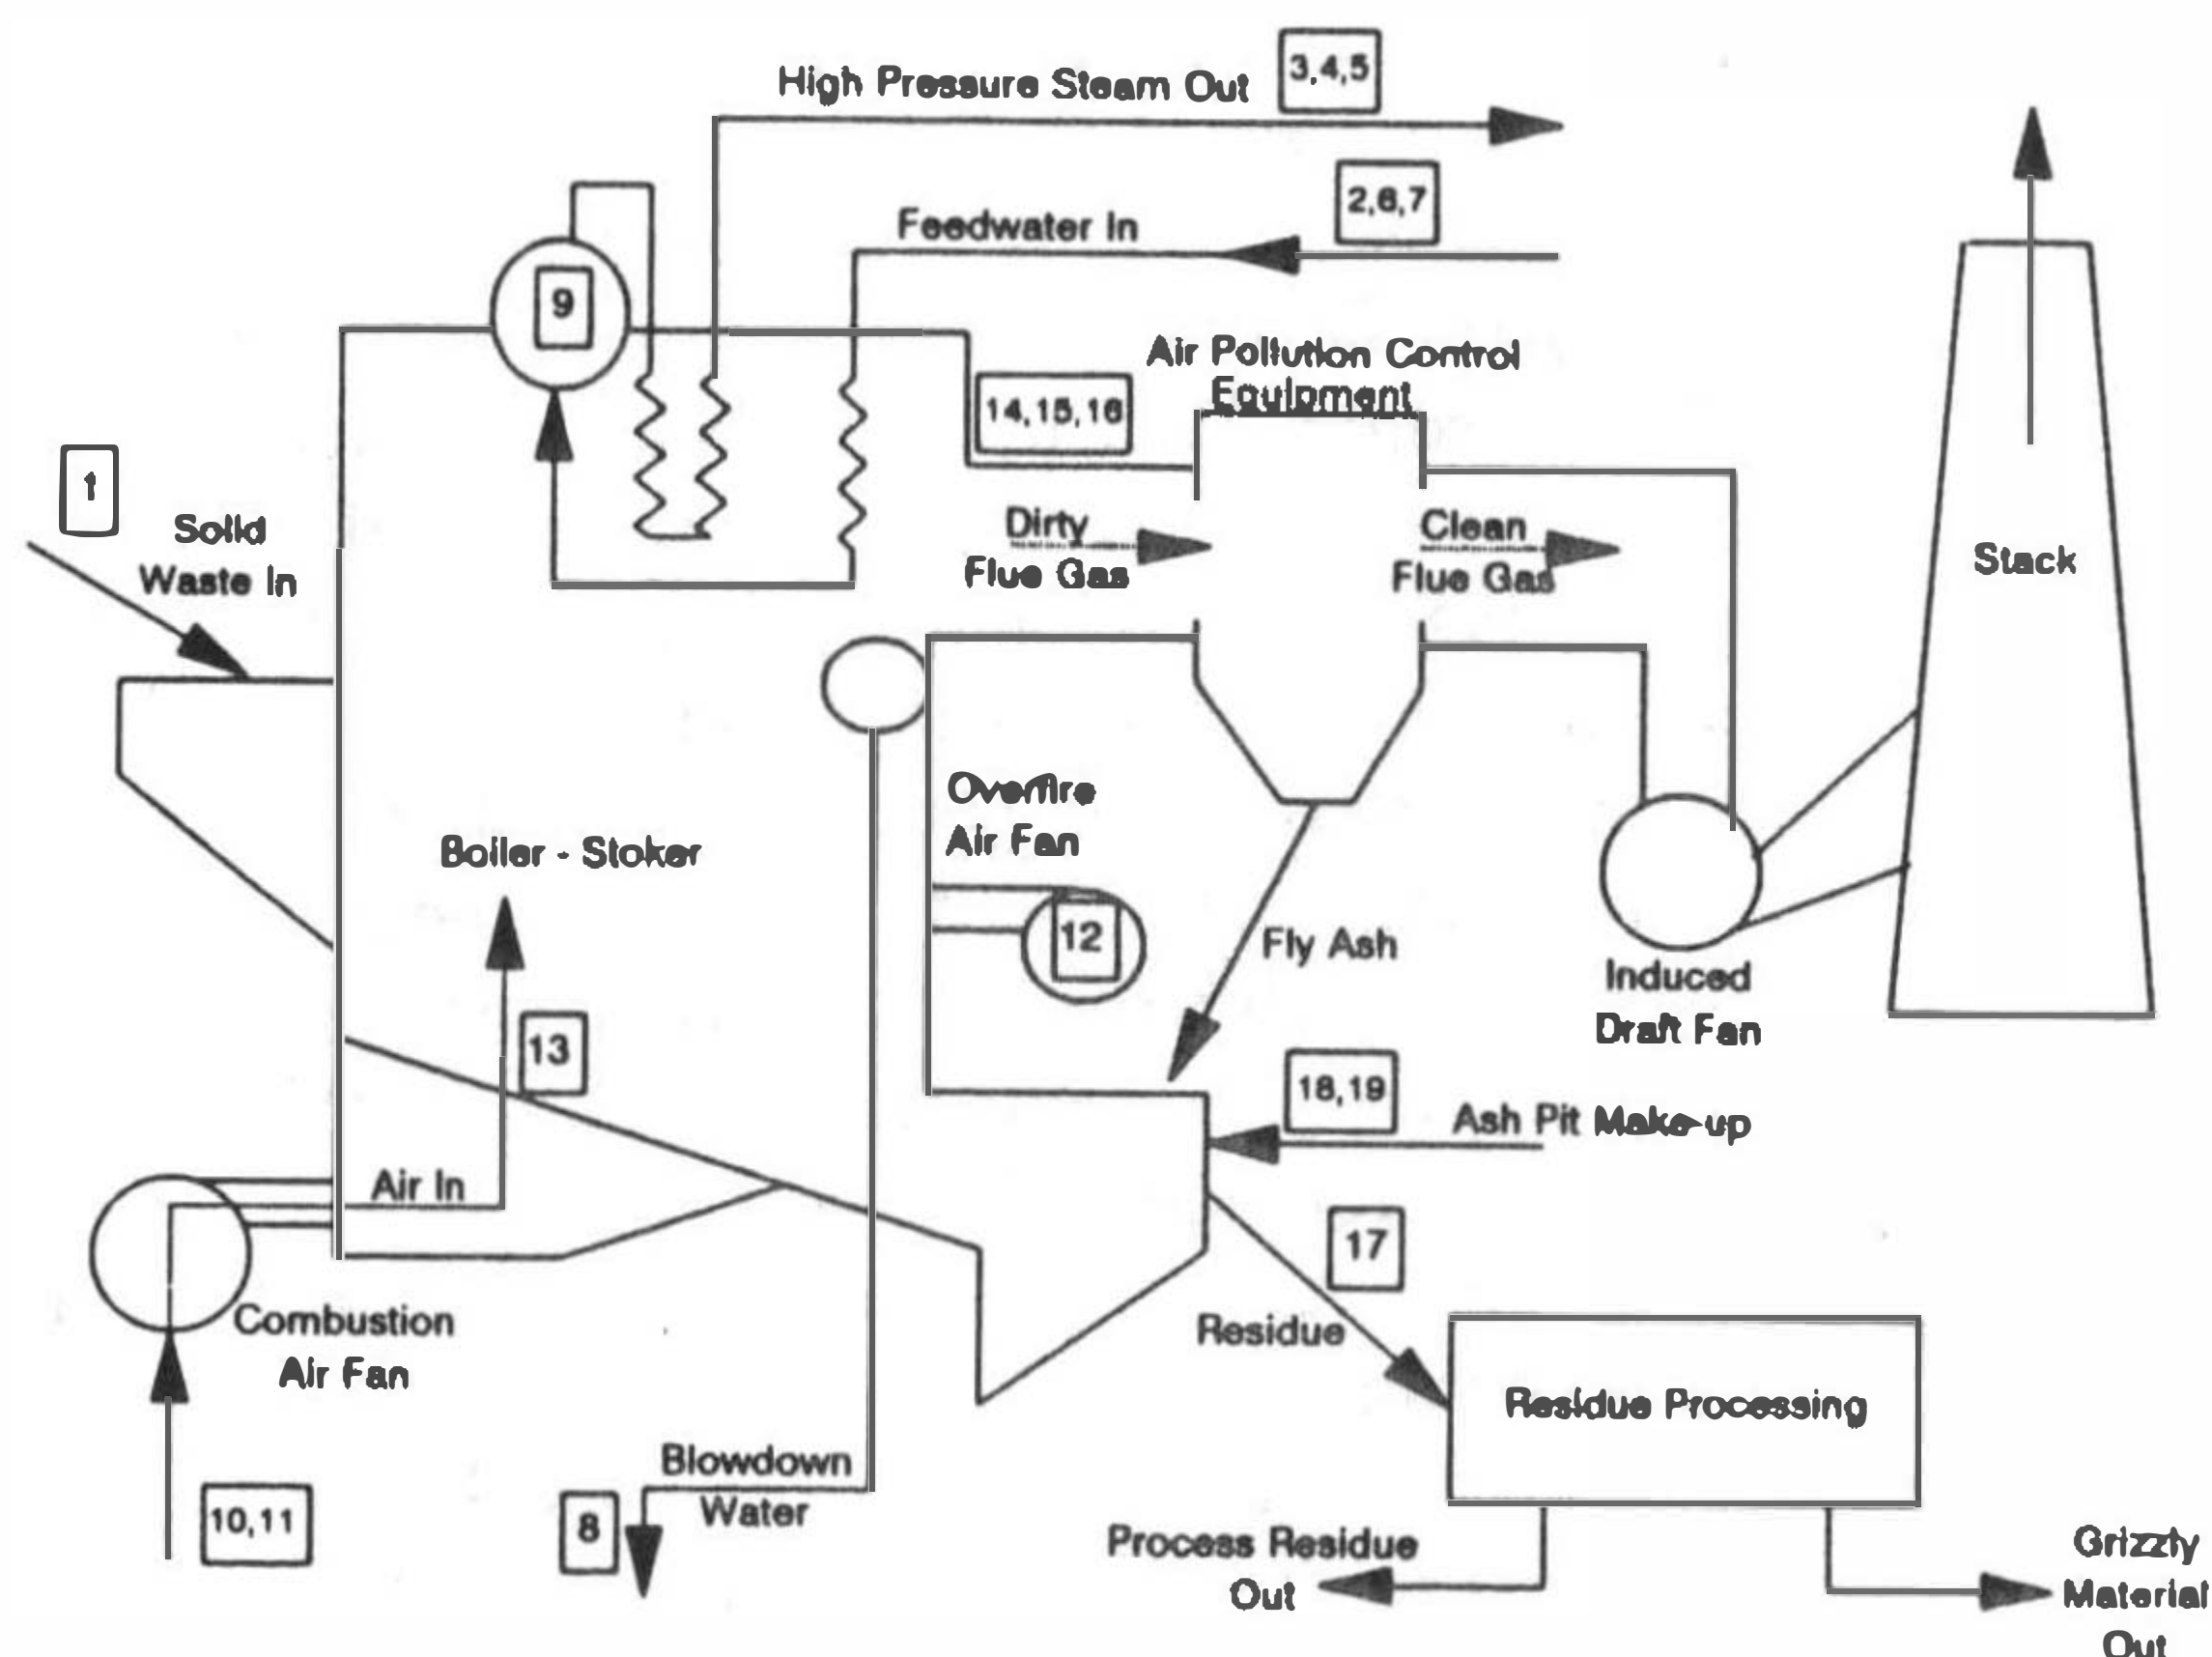 High Pressure Steam Out
3,4,5
2,6,7
Feedwater In
9
Air Pollution Control
Equipment
14,15,16
1
Solid
Waste In
Dirty
Flue Gas
Clean
Flue Gas
Stack
Overfire
Air Fan
Boiler - Stoker
12
Fly Ash
Induced
Draft Fan
13
18,19
Ash Pit Make-up
Air In
17
Residue
Combustion
Air Fan
Residue Processing
Blowdown
Water
10,11
8
Process Residue
Out
Grizzly
Material
Out